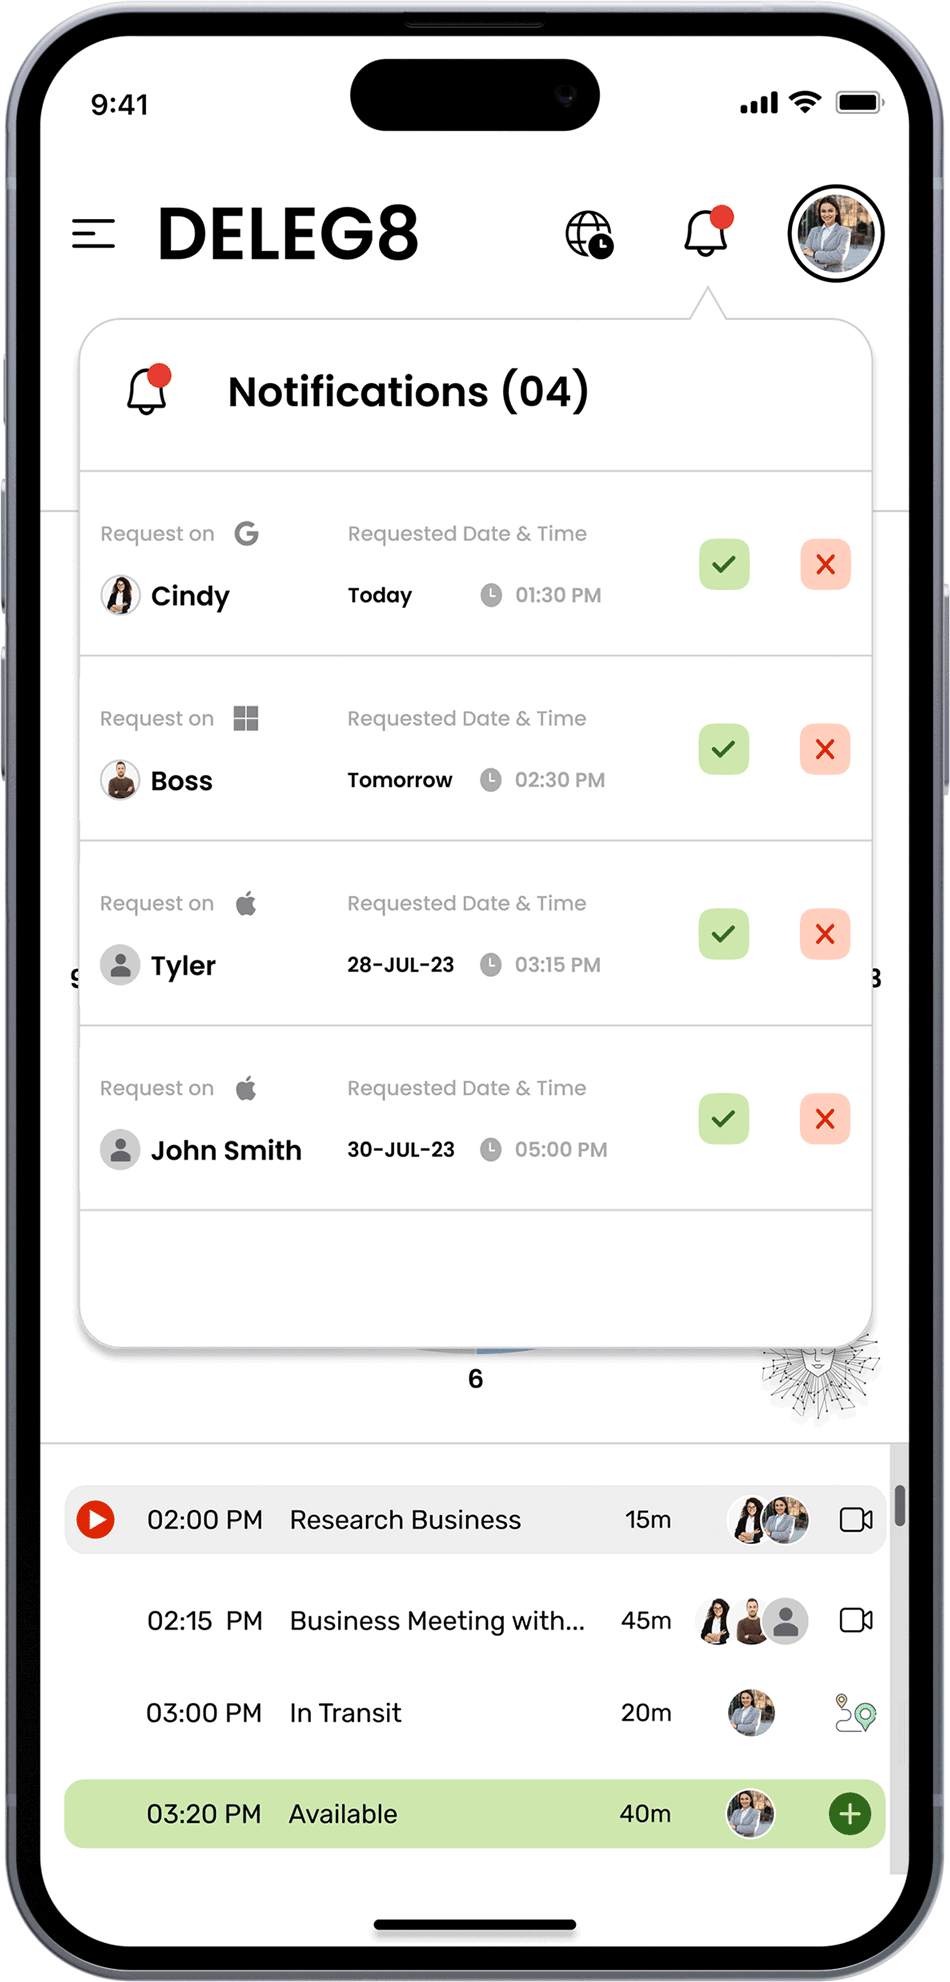 9:41
DELEG8
Notifications (04)
Request on Requested Date & Time
Cindy Today 01:30 PM
Request on Requested Date & Time
Boss Tomorrow 02:30 PM
Request on Requested Date & Time
Tyler 28-JUL-23 03:15 PM
9 3
Request on Requested Date & Time
John Smith 30-JUL-23 05:00 PM
6
02:00 PM Research Business 15m
02:15 PM Business Meeting with... 45m
03:00 PM In Transit 20m
03:20 PM Available 40m